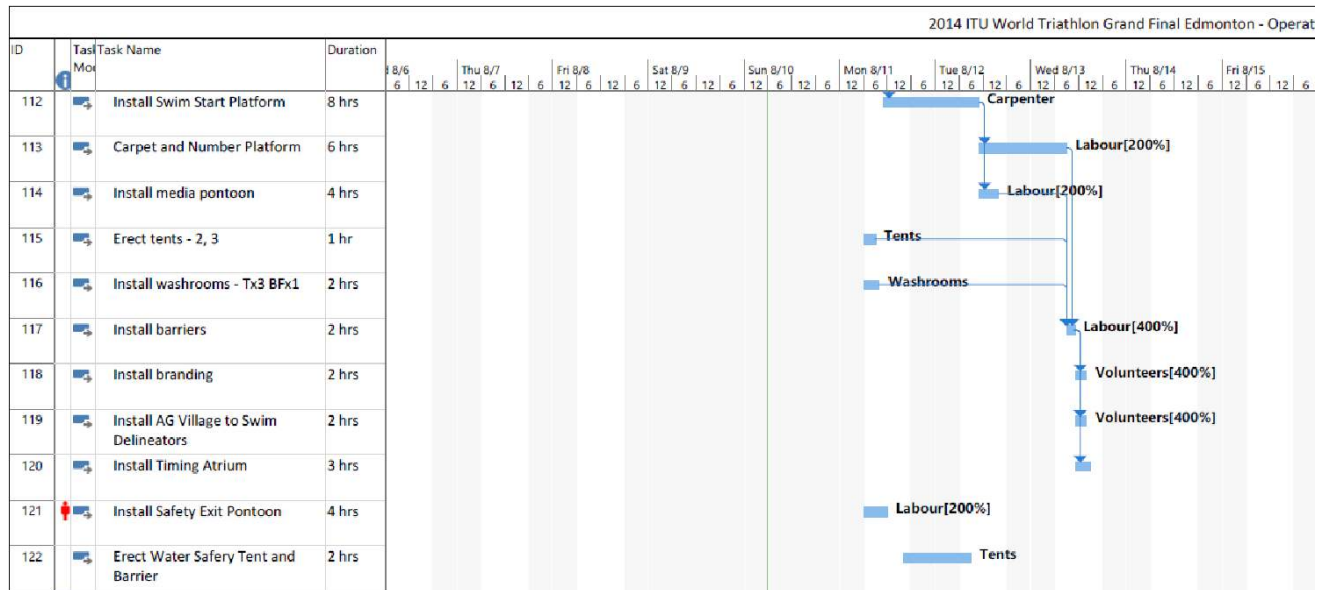 2014 ITU World Triathlon Grand Final Edmonton - Operat
ID Task Name Duration
8/6 Thu 8/7 Fri 8/8 Sat 8/9 Sun 8/10 Mon 8/11 Tue 8/12 Wed 8/13 Thu 8/14 Fri 8/15
6 12 6 12 6 12 6 12 6 12 6 12 6 12 6 12 6 12 6 12 6 12 6 12 6 12 6 12 6 12 6 12 6 12 6 12 6 12 6
112 Install Swim Start Platform 8 hrs Carpenter
113 Carpet and Number Platform 6 hrs Labour[200%]
114 Install media pontoon 4 hrs Labour[200%]
115 Erect tents - 2, 3 1 hr Tents
116 Install washrooms - Tx3 BFx1 2 hrs Washrooms
117 Install barriers 2 hrs Labour[400%]
118 Install branding 2 hrs Volunteers[400%]
119 Install AG Village to Swim 2 hrs Volunteers[400%]
Delineators
120 Install Timing Atrium 3 hrs
121 Install Safety Exit Pontoon 4 hrs Labour[200%]
122 Erect Water Safery Tent and 2 hrs Tents
Barrier